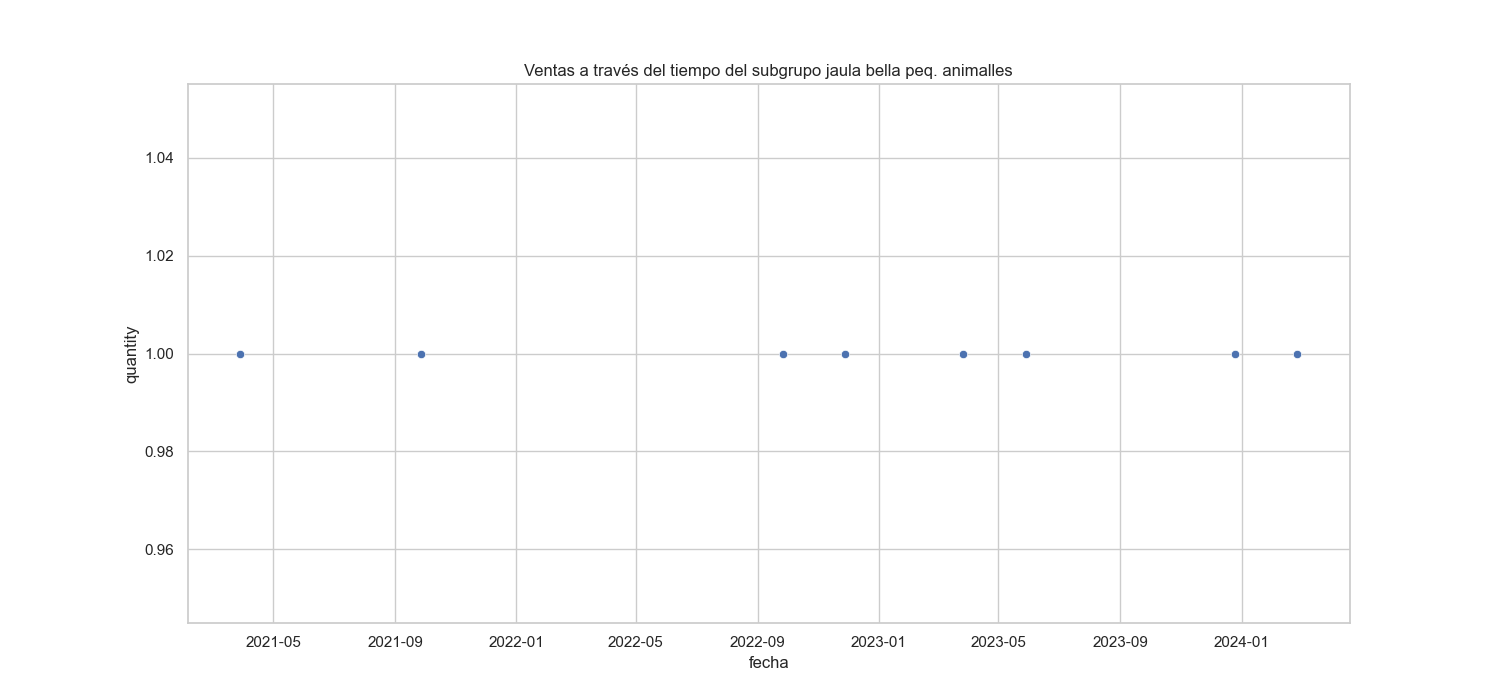 Ventas a través del tiempo del subgrupo jaula bella peq. animalles
1.04
1.02
1.00
0.98
0.96
quantity
2021-05 2021-09 2022-01 2022-05 2022-09 2023-01 2023-05 2023-09 2024-01
fecha